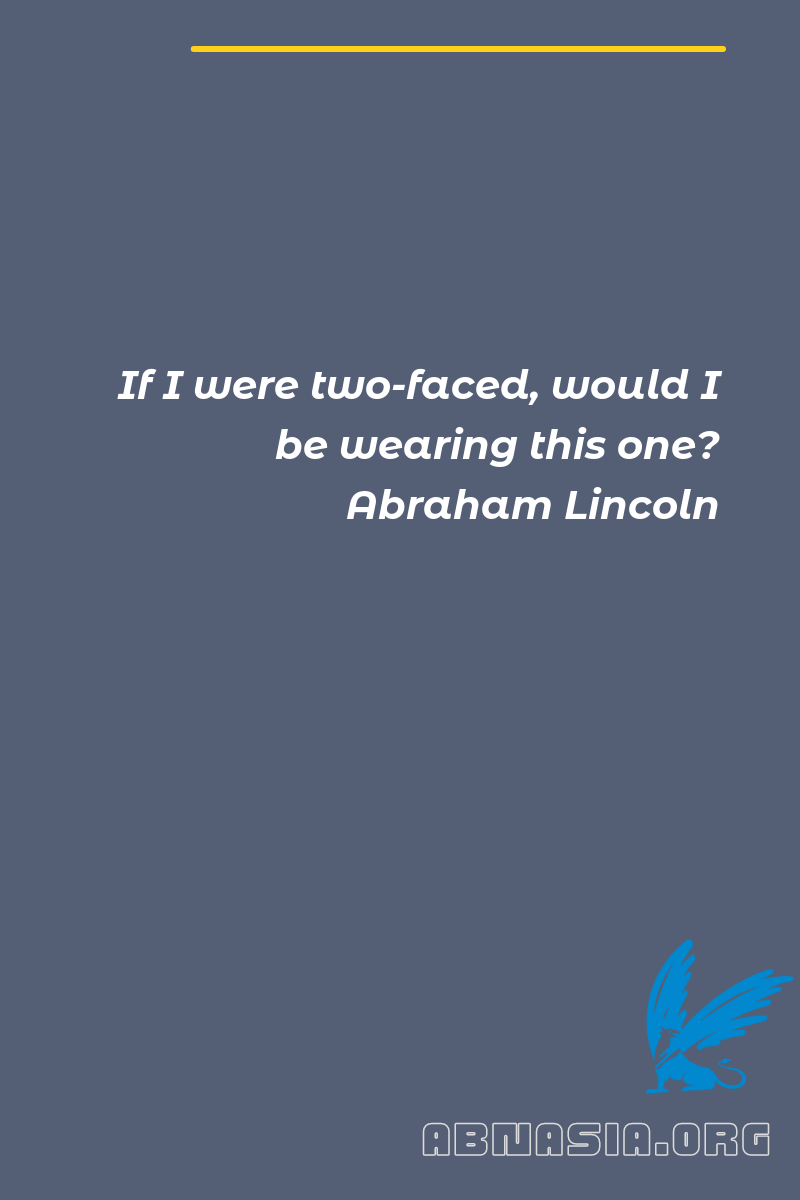 If I were two-faced, would I
be wearing this one?
Abraham Lincoln
ABNASIA.ORG